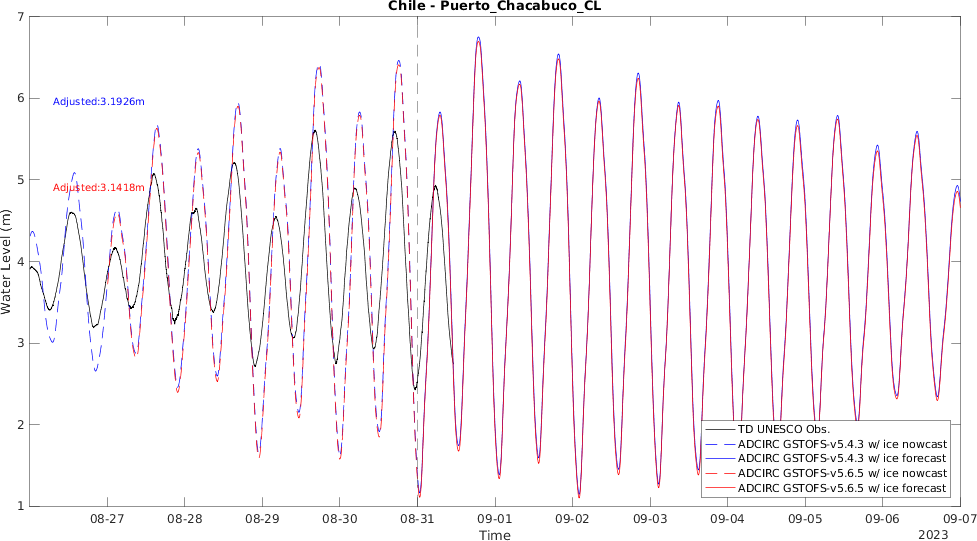 Chile - Puerto_Chacabuco_CL
7
6
5
4
3
2
1
Water Level (m)
Adjusted:3.1926m
Adjusted:3.1418m
TD UNESCO Obs.
ADCIRC GSTOFS-v5.4.3 w/ ice nowcast
ADCIRC GSTOFS-v5.4.3 w/ ice forecast
ADCIRC GSTOFS-v5.6.5 w/ ice nowcast
ADCIRC GSTOFS-v5.6.5 w/ ice forecast
08-27 08-28 08-29 08-30 08-31 09-01 09-02 09-03 09-04 09-05 09-06 09-07
Time
2023